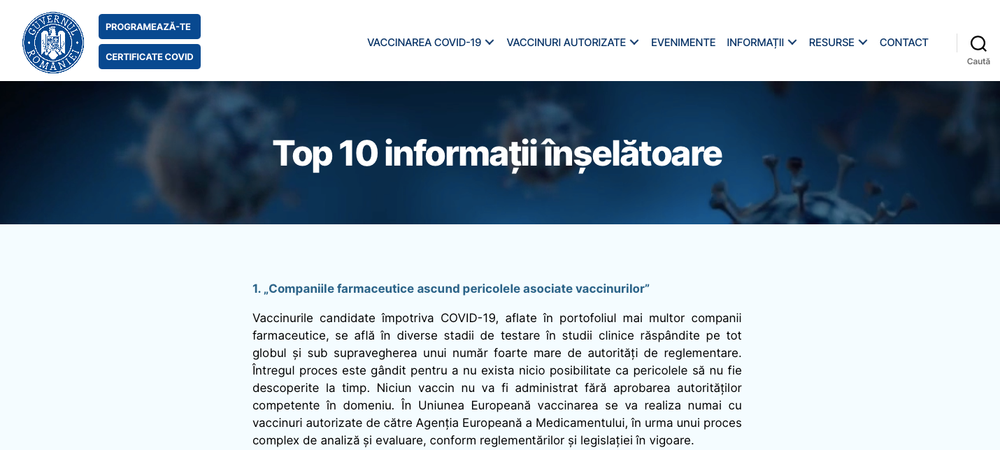 GUVERNUL ROMÂNIEI
PROGRAMEAZĂ-TE
CERTIFICATE COVID
VACCINAREA COVID-19 VACCINURI AUTORIZATE EVENIMENTE INFORMAȚII RESURSE CONTACT
Caută
Top 10 informații înșelătoare
1. „Companiile farmaceutice ascund pericolele asociate vaccinurilor”
Vaccinurile candidate împotriva COVID-19, aflate în portofoliul mai multor companii
farmaceutice, se află în diverse stadii de testare în studii clinice răspândite pe tot
globul și sub supravegherea unui număr foarte mare de autorități de reglementare.
Întregul proces este gândit pentru a nu exista nicio posibilitate ca pericolele să nu fie
descoperite la timp. Niciun vaccin nu va fi administrat fără aprobarea autorităților
competente în domeniu. În Uniunea Europeană vaccinarea se va realiza numai cu
vaccinuri autorizate de către Agenția Europeană a Medicamentului, în urma unui proces
complex de analiză și evaluare, conform reglementărilor și legislației în vigoare.